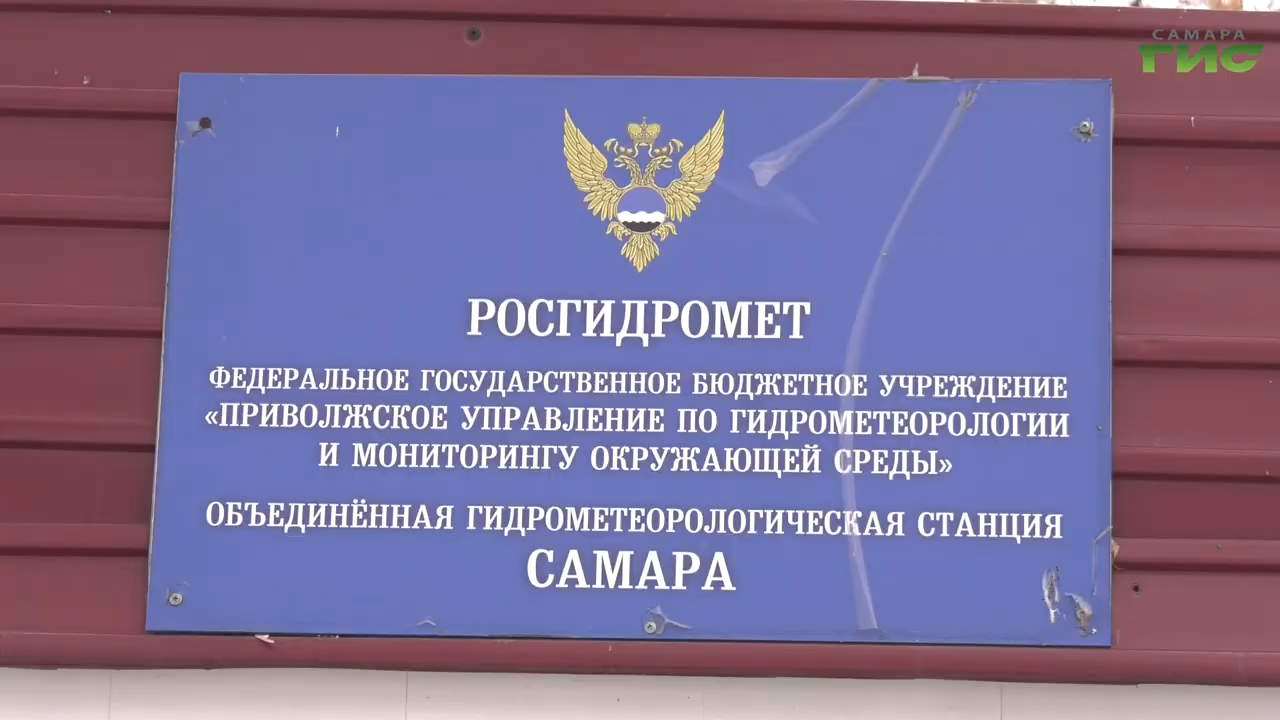 САМАРА
ГИС
РОСГИДРОМЕТ
ФЕДЕРАЛЬНОЕ ГОСУДАРСТВЕННОЕ БЮДЖЕТНОЕ УЧРЕЖДЕНИЕ
«ПРИВОЛЖСКОЕ УПРАВЛЕНИЕ ПО ГИДРОМЕТЕОРОЛОГИИ
И МОНИТОРИНГУ ОКРУЖАЮЩЕЙ СРЕДЫ»
ОБЪЕДИНЁННАЯ ГИДРОМЕТЕОРОЛОГИЧЕСКАЯ СТАНЦИЯ
САМАРА